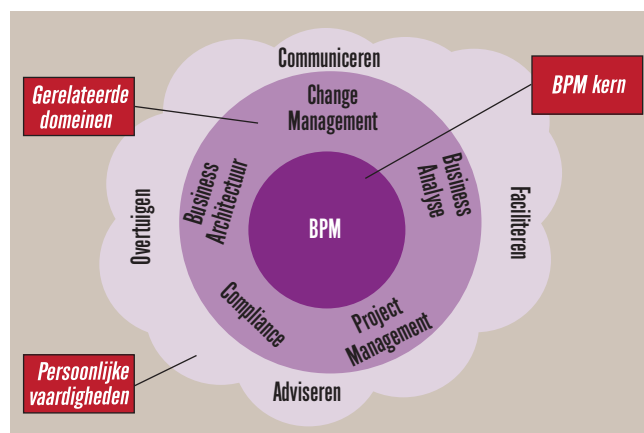 Communiceren
Gerelateerde
domeinen
Change
Management
BPM kern
Business
Architectuur
Business
Analyse
Overtuigen
BPM
Faciliteren
Compliance
Project
Management
Persoonlijke
vaardigheden
Adviseren